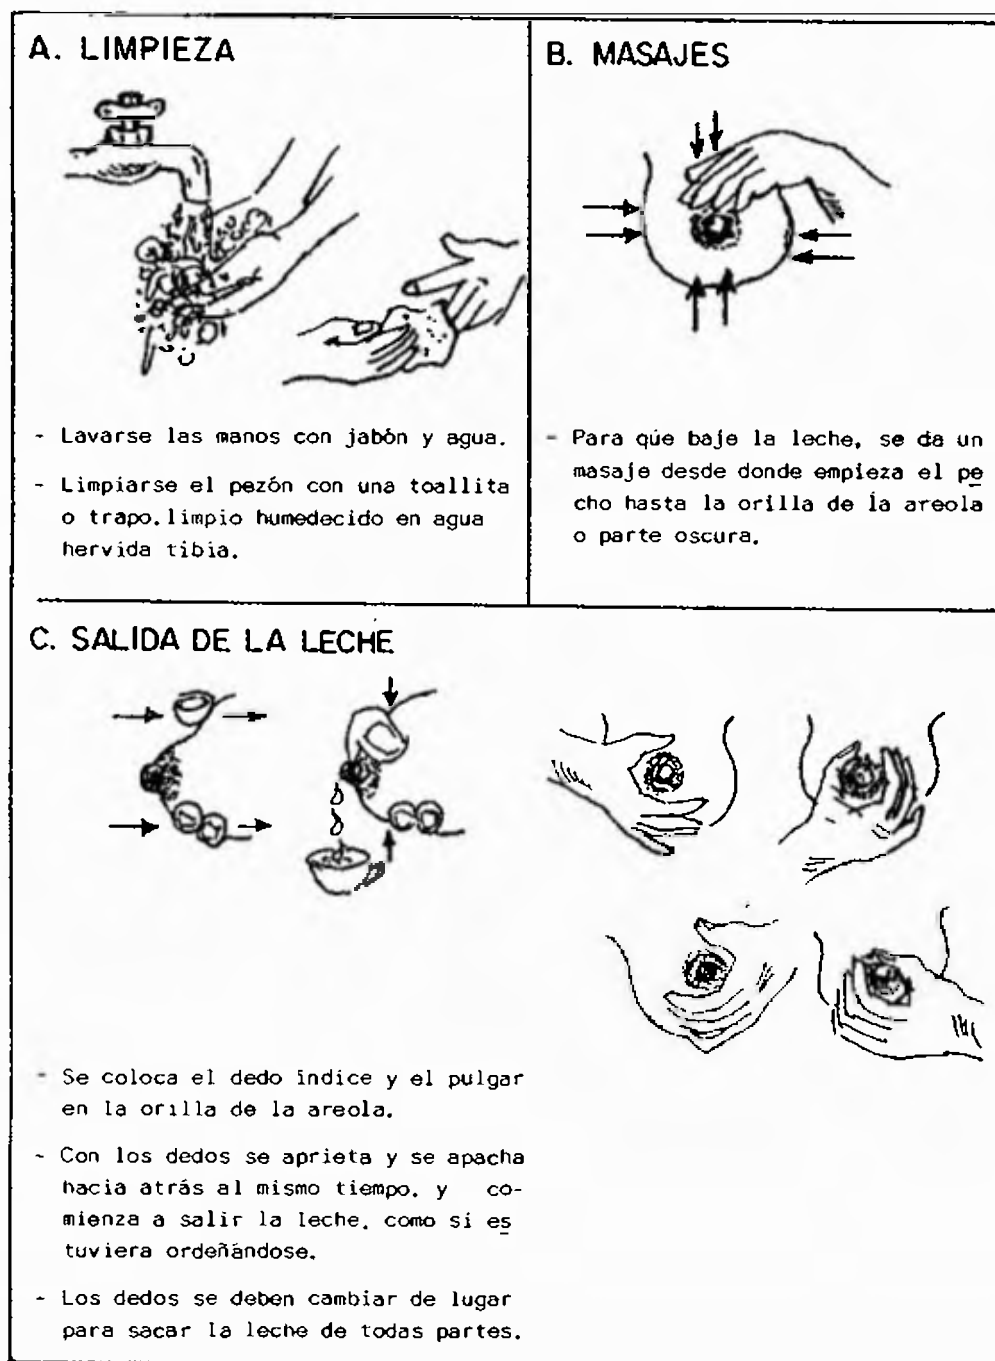 A. LIMPIEZA
- Lavarse las manos con jabón y agua.
- Limpiarse el pezón con una toallita
o trapo.limpio humedecido en agua
hervida tibia.
B. MASAJES
- Para que baje la leche, se da un
masaje desde donde empieza el pe
cho hasta la orilla de la areola
o parte oscura.
C. SALIDA DE LA LECHE
- Se coloca el dedo índice y el pulgar
en la orilla de la areola.
- Con los dedos se aprieta y se apacha
hacia atrás al mismo tiempo, y co-
mienza a salir la leche, como si es
tuviera ordeñándose.
- Los dedos se deben cambiar de lugar
para sacar la leche de todas partes.